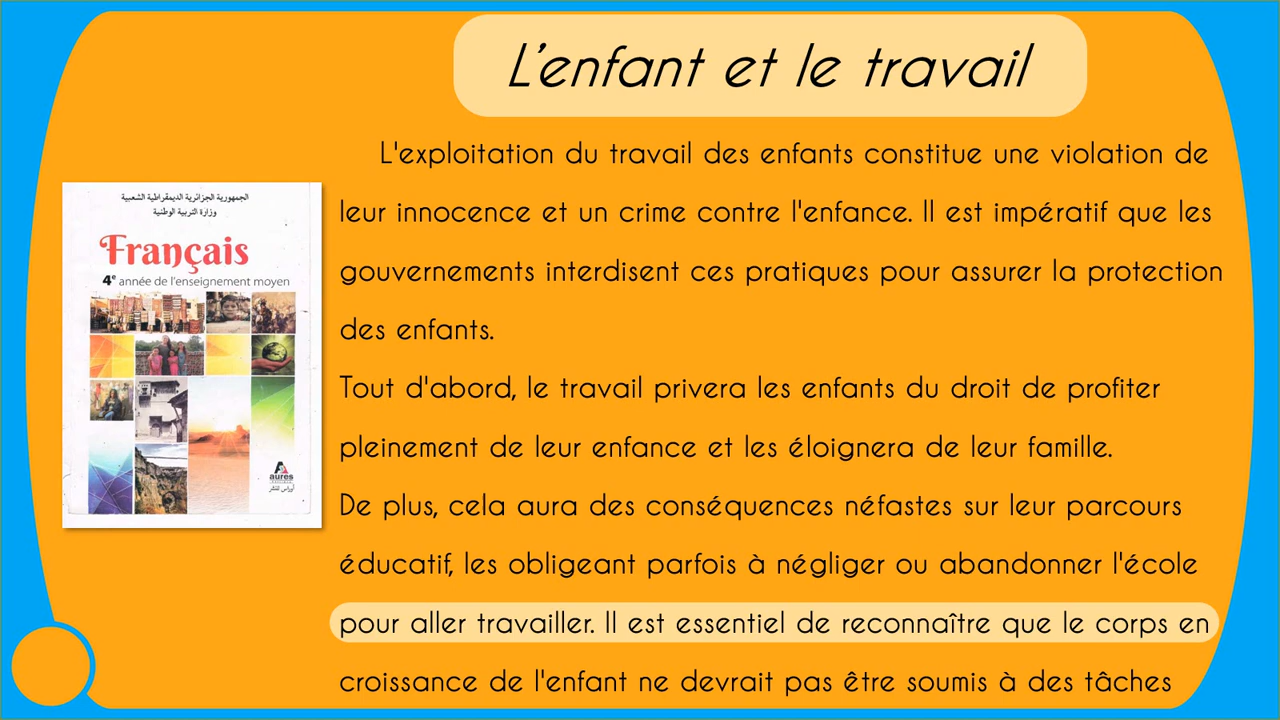 L'enfant et le travail
L'exploitation du travail des enfants constitue une violation de
leur innocence et un crime contre l'enfance. Il est impératif que les
gouvernements interdisent ces pratiques pour assurer la protection
des enfants.
Tout d'abord, le travail privera les enfants du droit de profiter
pleinement de leur enfance et les éloignera de leur famille.
De plus, cela aura des conséquences néfastes sur leur parcours
éducatif, les obligeant parfois à négliger ou abandonner l'école
pour aller travailler. Il est essentiel de reconnaître que le corps en
croissance de l'enfant ne devrait pas être soumis à des tâches
الجمهورية الجزائرية الديمقراطية الشعبية
وزارة التربية الوطنية
Français
4e année de l'enseignement moyen
aures
أوراس للنشر